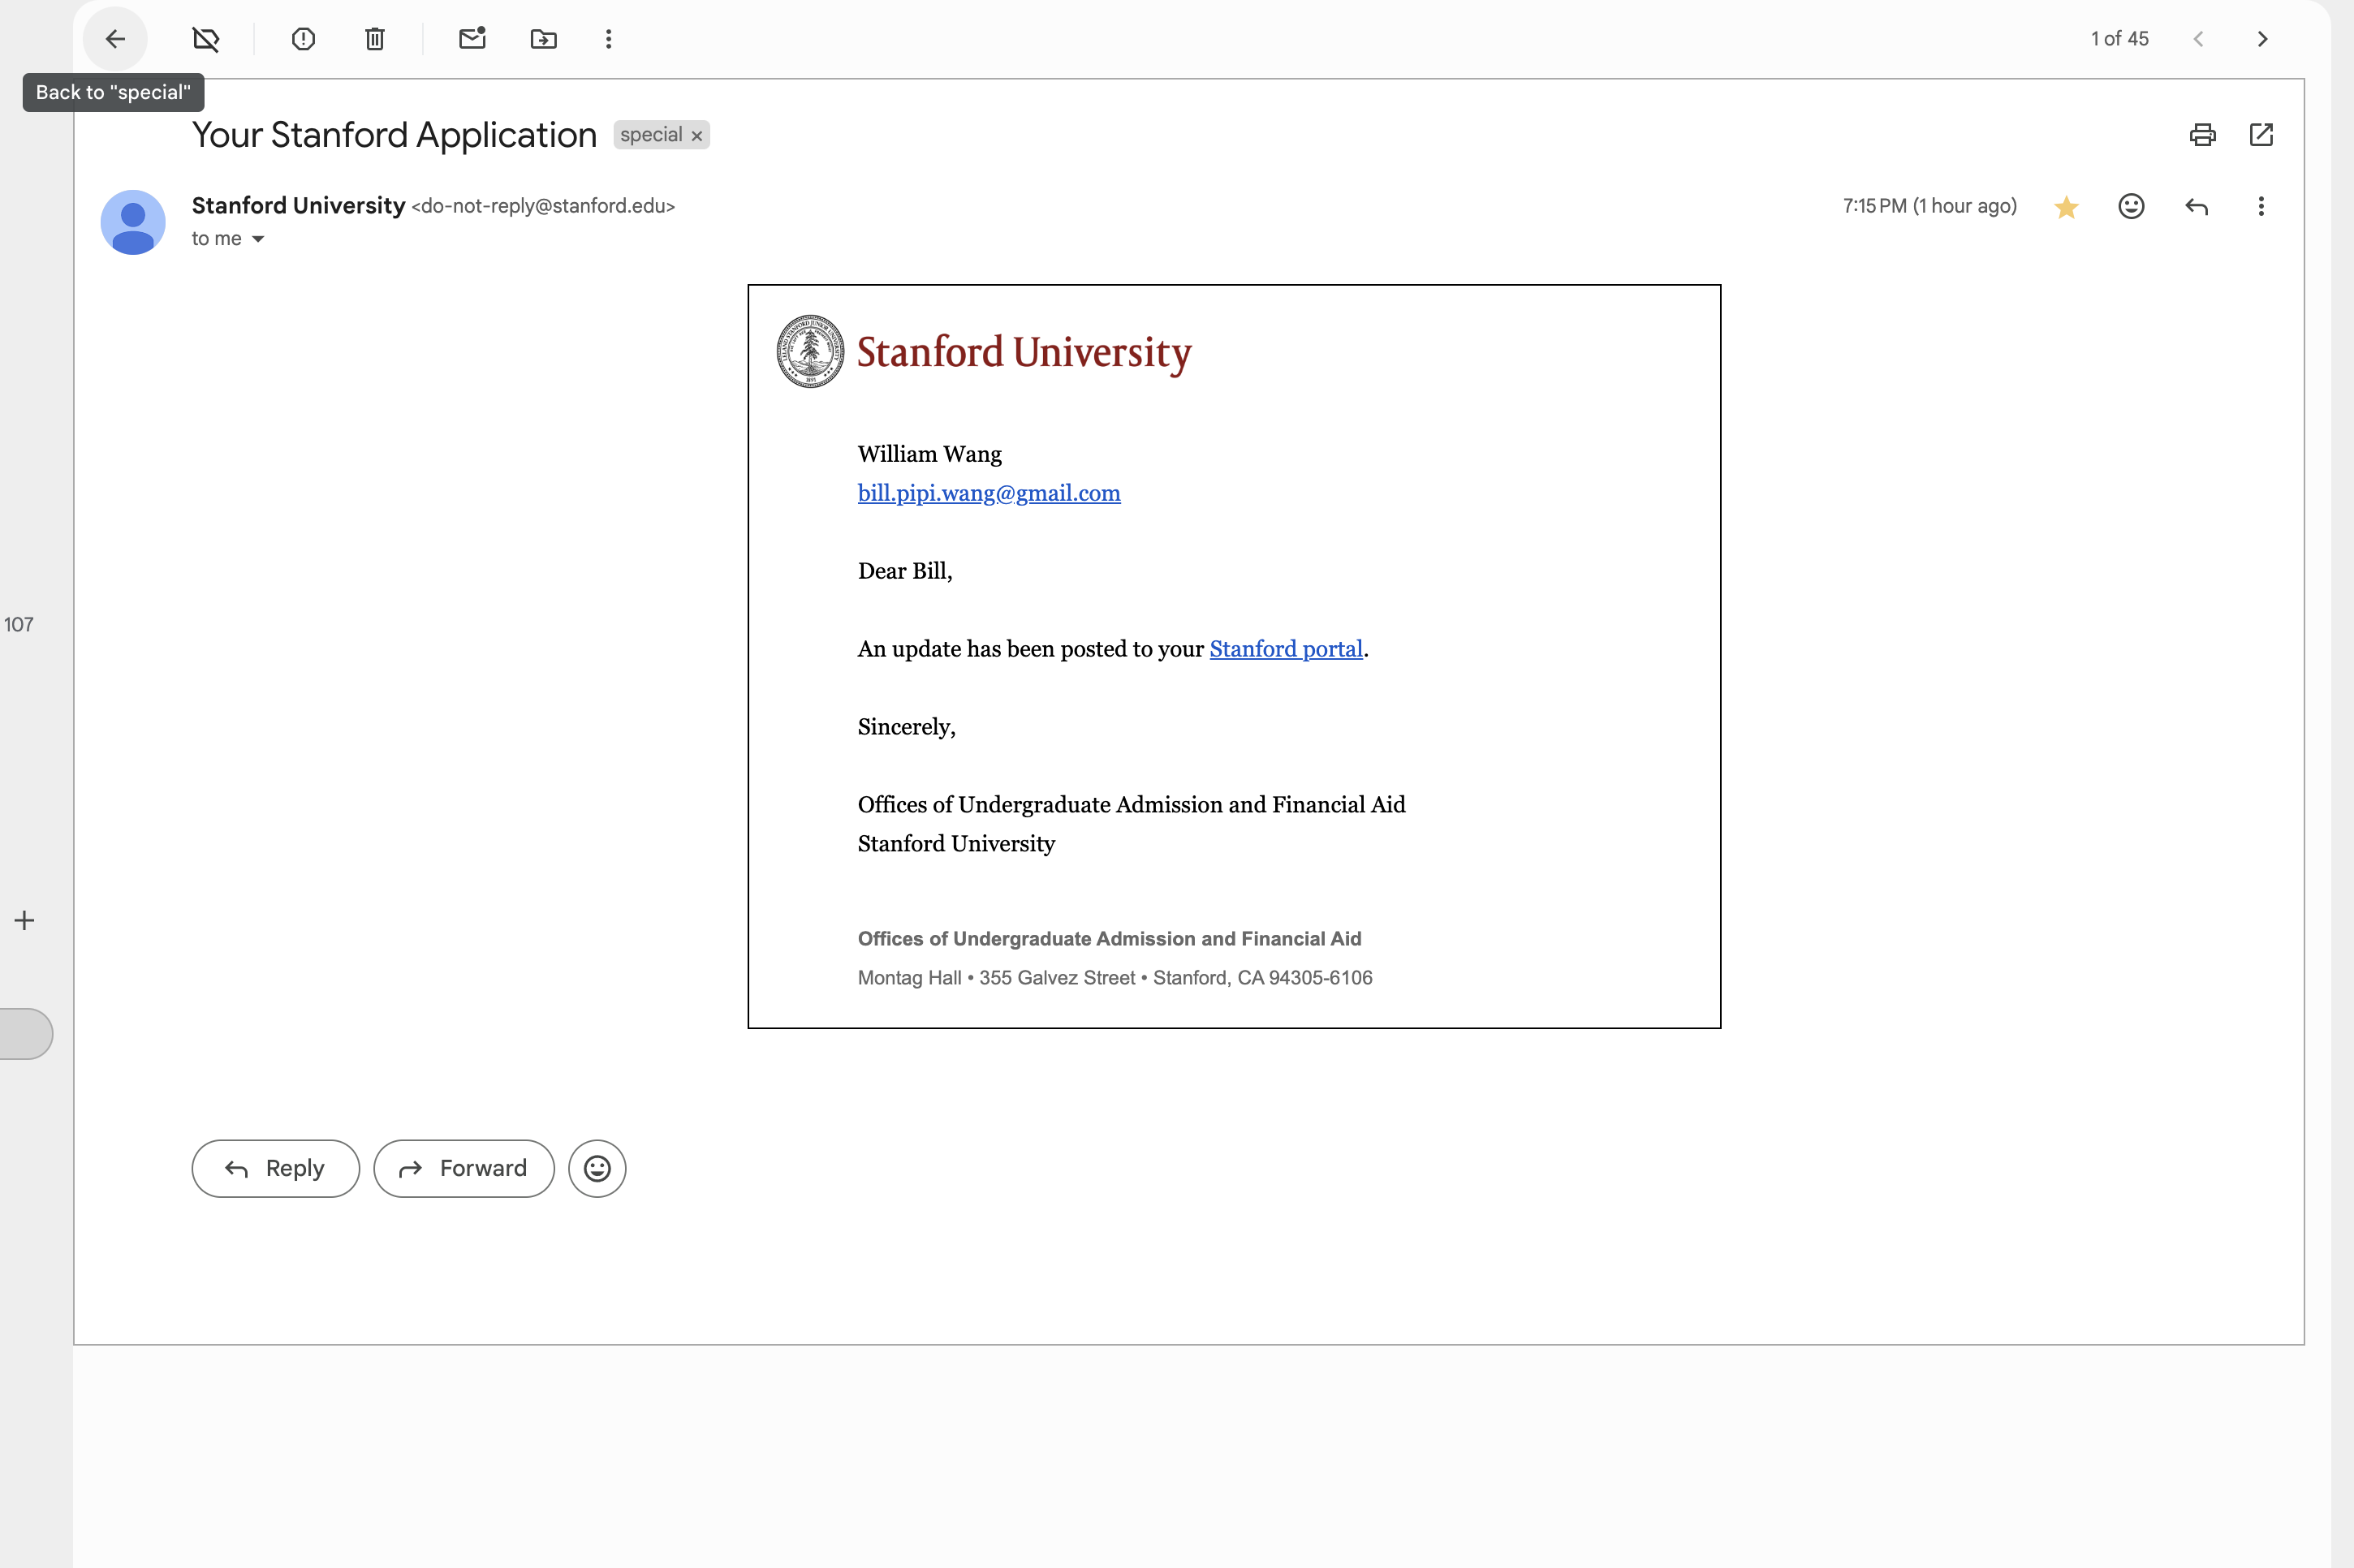 1 of 45
Back to "special"
Your Stanford Application special
Stanford University <do-not-reply@stanford.edu>
7:15 PM (1 hour ago)
to me
Stanford University
William Wang
bill.pipi.wang@gmail.com
Dear Bill,
107
An update has been posted to your Stanford portal.
Sincerely,
Offices of Undergraduate Admission and Financial Aid
Stanford University
Offices of Undergraduate Admission and Financial Aid
Montag Hall • 355 Galvez Street • Stanford, CA 94305-6106
Reply
Forward